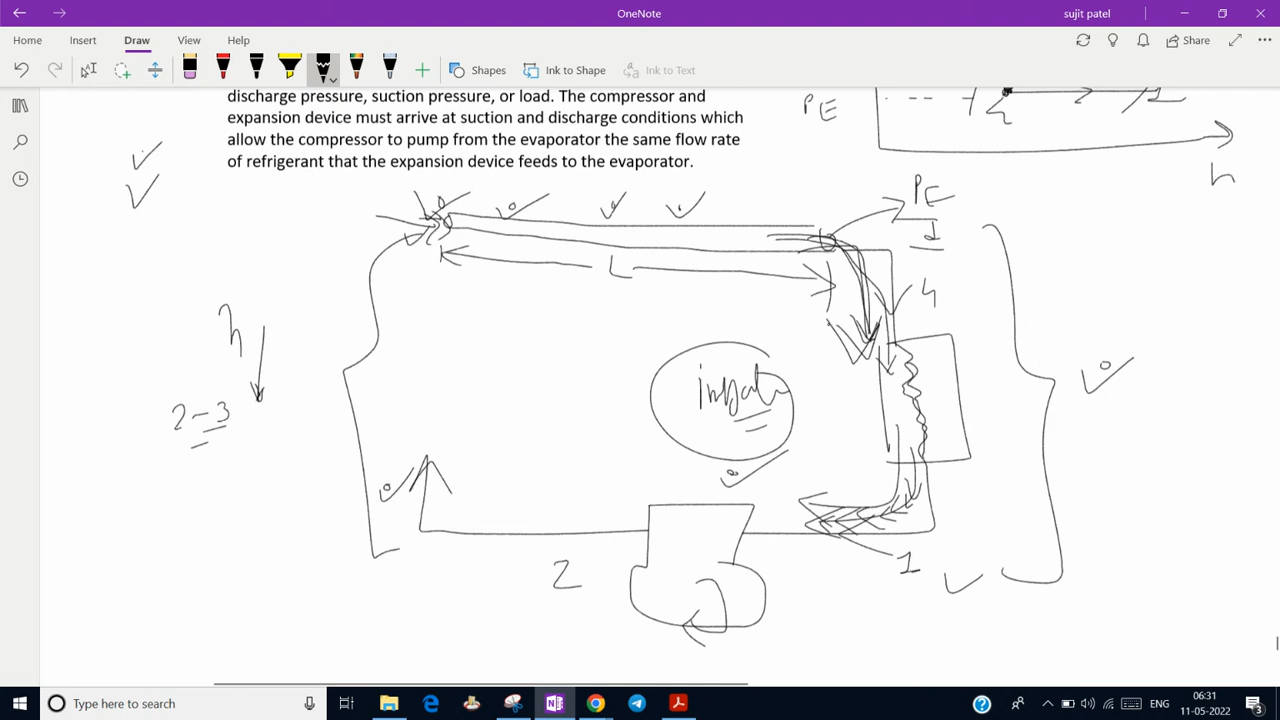 OneNote
sujit patel
Home Insert Draw View Help
Share
Shapes
Ink to Shape
Ink to Text
discharge pressure, suction pressure, or load. The compressor and
expansion device must arrive at suction and discharge conditions which
allow the compressor to pump from the evaporator the same flow rate
of refrigerant that the expansion device feeds to the evaporator.
PE
h
PE
L
4
2-3
1
2
Type here to search
ENG
06:31
11-05-2022
3